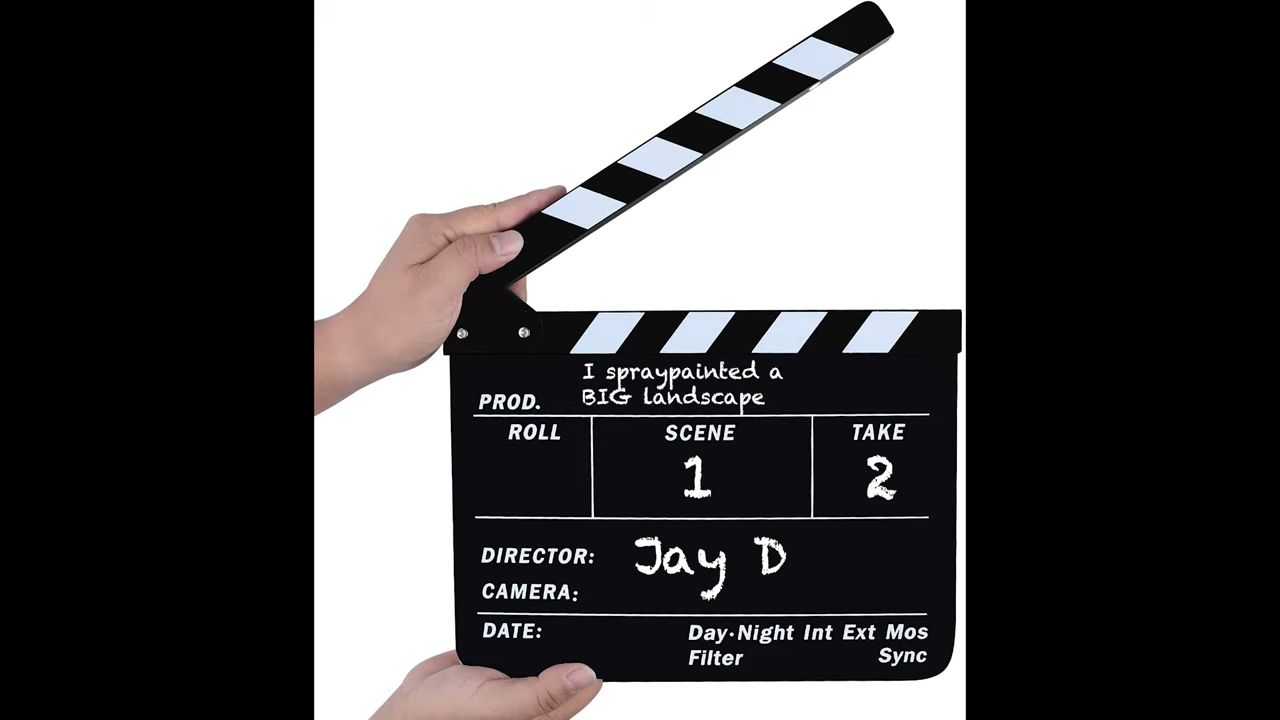 I spraypainted a
PROD. BIG landscape
ROLL SCENE TAKE
1 2
DIRECTOR: Jay D
CAMERA:
DATE: Day·Night Int Ext Mos
Filter Sync